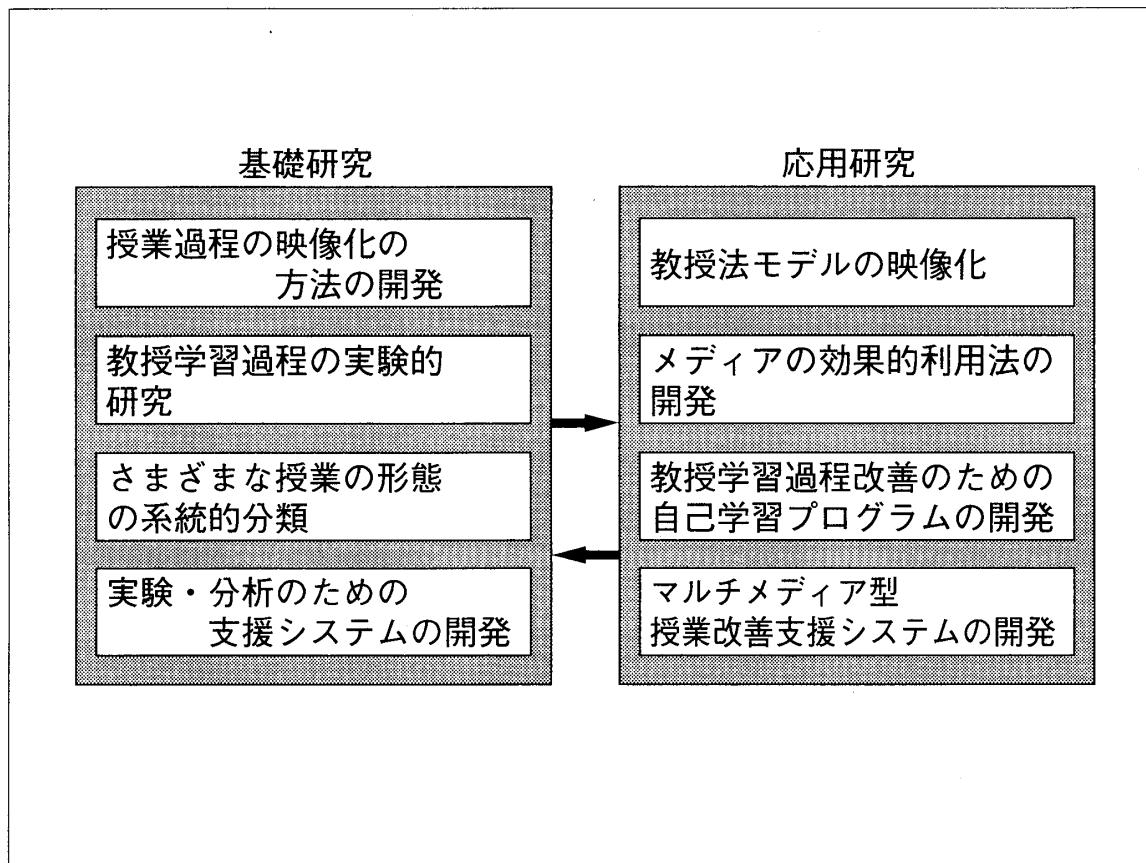 基礎研究
授業過程の映像化の
方法の開発
教授学習過程の実験的
研究
さまざまな授業の形態
の系統的分類
実験・分析のための
支援システムの開発
応用研究
教授法モデルの映像化
メディアの効果的利用法の
開発
教授学習過程改善のための
自己学習プログラムの開発
マルチメディア型
授業改善支援システムの開発